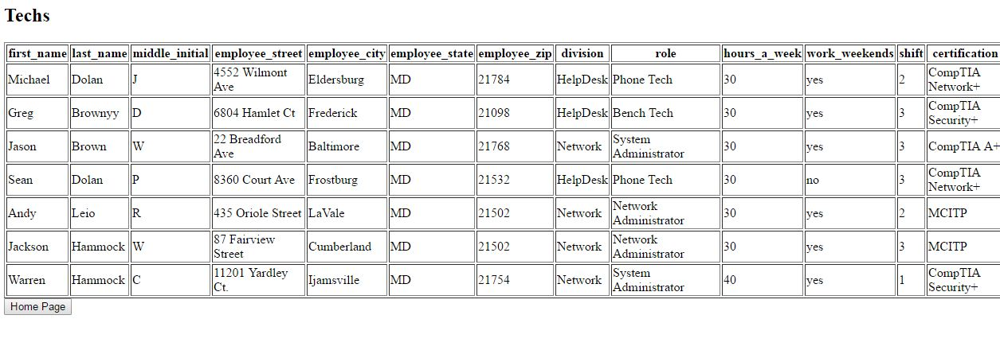 Techs
first_name last_name middle_initial employee_street employee_city employee_state employee_zip division role hours_a_week work_weekends shift certification
Michael Dolan J 4552 Wilmont Ave Eldersburg MD 21784 HelpDesk Phone Tech 30 yes 2 CompTIA Network+
Greg Brownyy D 6804 Hamlet Ct Frederick MD 21098 HelpDesk Bench Tech 30 yes 3 CompTIA Security+
Jason Brown W 22 Breadford Ave Baltimore MD 21768 Network System Administrator 30 yes 3 CompTIA A+
Sean Dolan P 8360 Court Ave Frostburg MD 21532 HelpDesk Phone Tech 30 no 3 CompTIA Network+
Andy Leio R 435 Oriole Street LaVale MD 21502 Network Network Administrator 30 yes 2 MCITP
Jackson Hammock W 87 Fairview Street Cumberland MD 21502 Network Network Administrator 30 yes 3 MCITP
Warren Hammock C 11201 Yardley Ct. Ijamsville MD 21754 Network System Administrator 40 yes 1 CompTIA Security+
Home Page